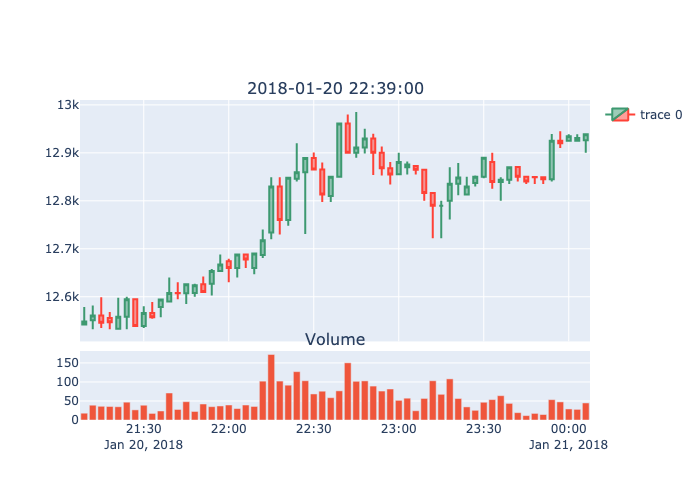 2018-01-20 22:39:00
13k
12.9k
12.8k
12.7k
12.6k
trace 0
Volume
150
100
50
0
21:30 22:00 22:30 23:00 23:30 00:00
Jan 20, 2018 Jan 21, 2018